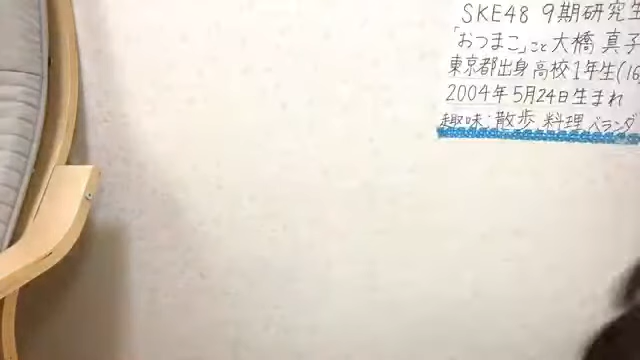 SKE48 9期研究生
「おつまこ」こと大橋 真子
東京都出身 高校1年生(16
2004年5月24日生まれ
趣味:散歩 料理 ベランダ